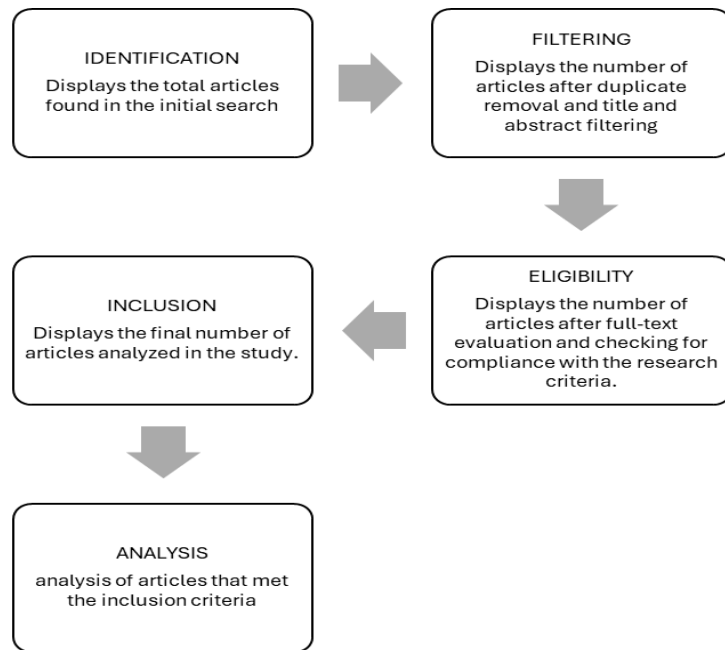 IDENTIFICATION
Displays the total articles
found in the initial search
FILTERING
Displays the number of
articles after duplicate
removal and title and
abstract filtering
ELIGIBILITY
Displays the number of
articles after full-text
evaluation and checking for
compliance with the research
criteria.
INCLUSION
Displays the final number of
articles analyzed in the study.
ANALYSIS
analysis of articles that met
the inclusion criteria